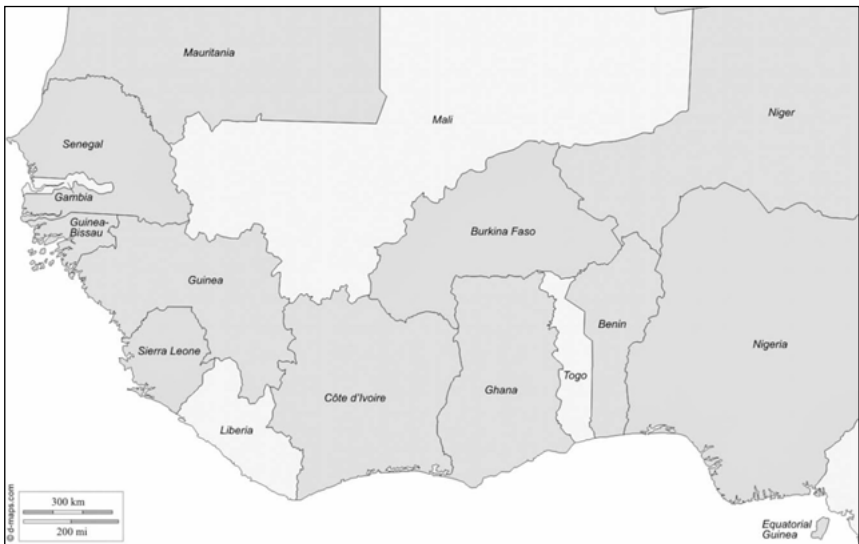 Mauritania
Mali
Niger
Senegal
Gambia
Guinea-
Bissau
Burkina Faso
Guinea
Benin
Sierra Leone
Nigeria
Togo
Ghana
Côte d'Ivoire
Liberia
300 km
200 mi
© d-maps.com
Equatorial
Guinea